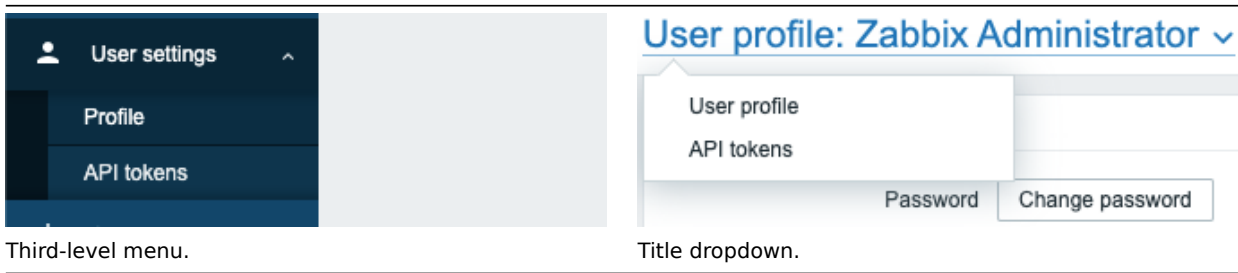 User settings
Profile
API tokens
Third-level menu.
User profile: Zabbix Administrator
User profile
API tokens
Password
Change password
Title dropdown.